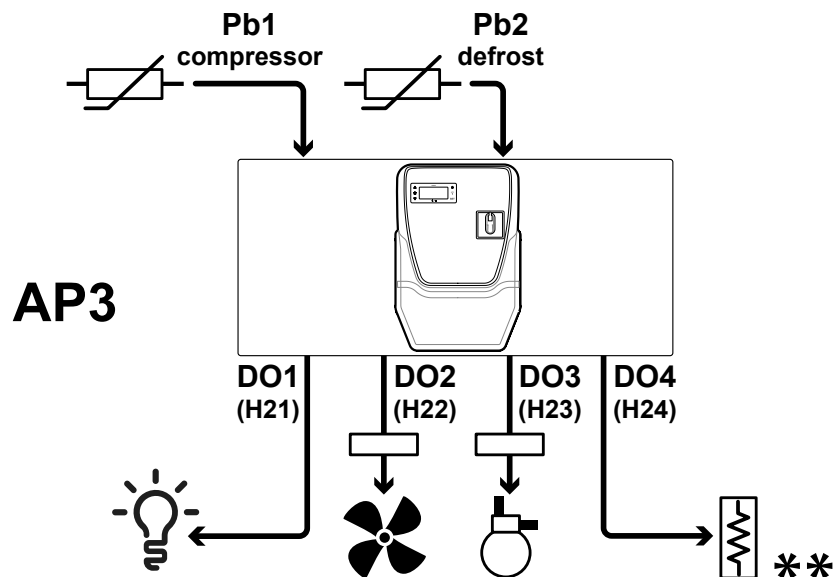 Pb1
compressor
Pb2
defrost
AP3
DO1
(H21)
DO2
(H22)
DO3
(H23)
DO4
(H24)
**